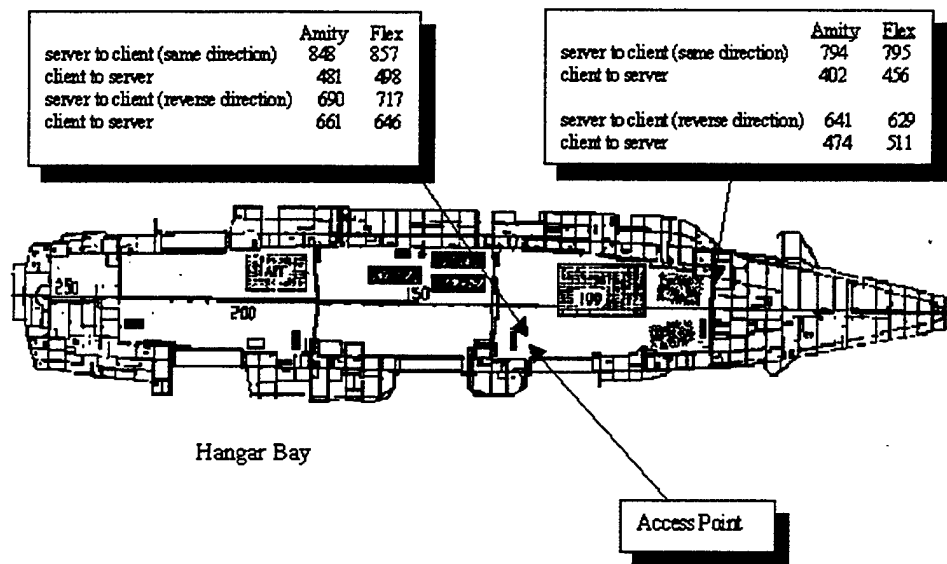 Amity Flex
server to client (same direction) 848 857
client to server 481 498
server to client (reverse direction) 690 717
client to server 661 646
Amity Flex
server to client (same direction) 794 795
client to server 402 456
server to client (reverse direction) 641 629
client to server 474 511
250
200
150
100
Hangar Bay
Access Point